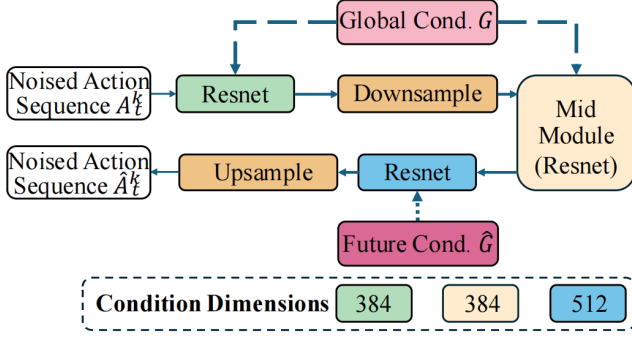 Global Cond. G
Noised Action
Sequence A_t^k
Resnet
Downsample
Mid
Module
(Resnet)
Noised Action
Sequence Â_t^k
Upsample
Resnet
Future Cond. Ĝ
Condition Dimensions 384 384 512